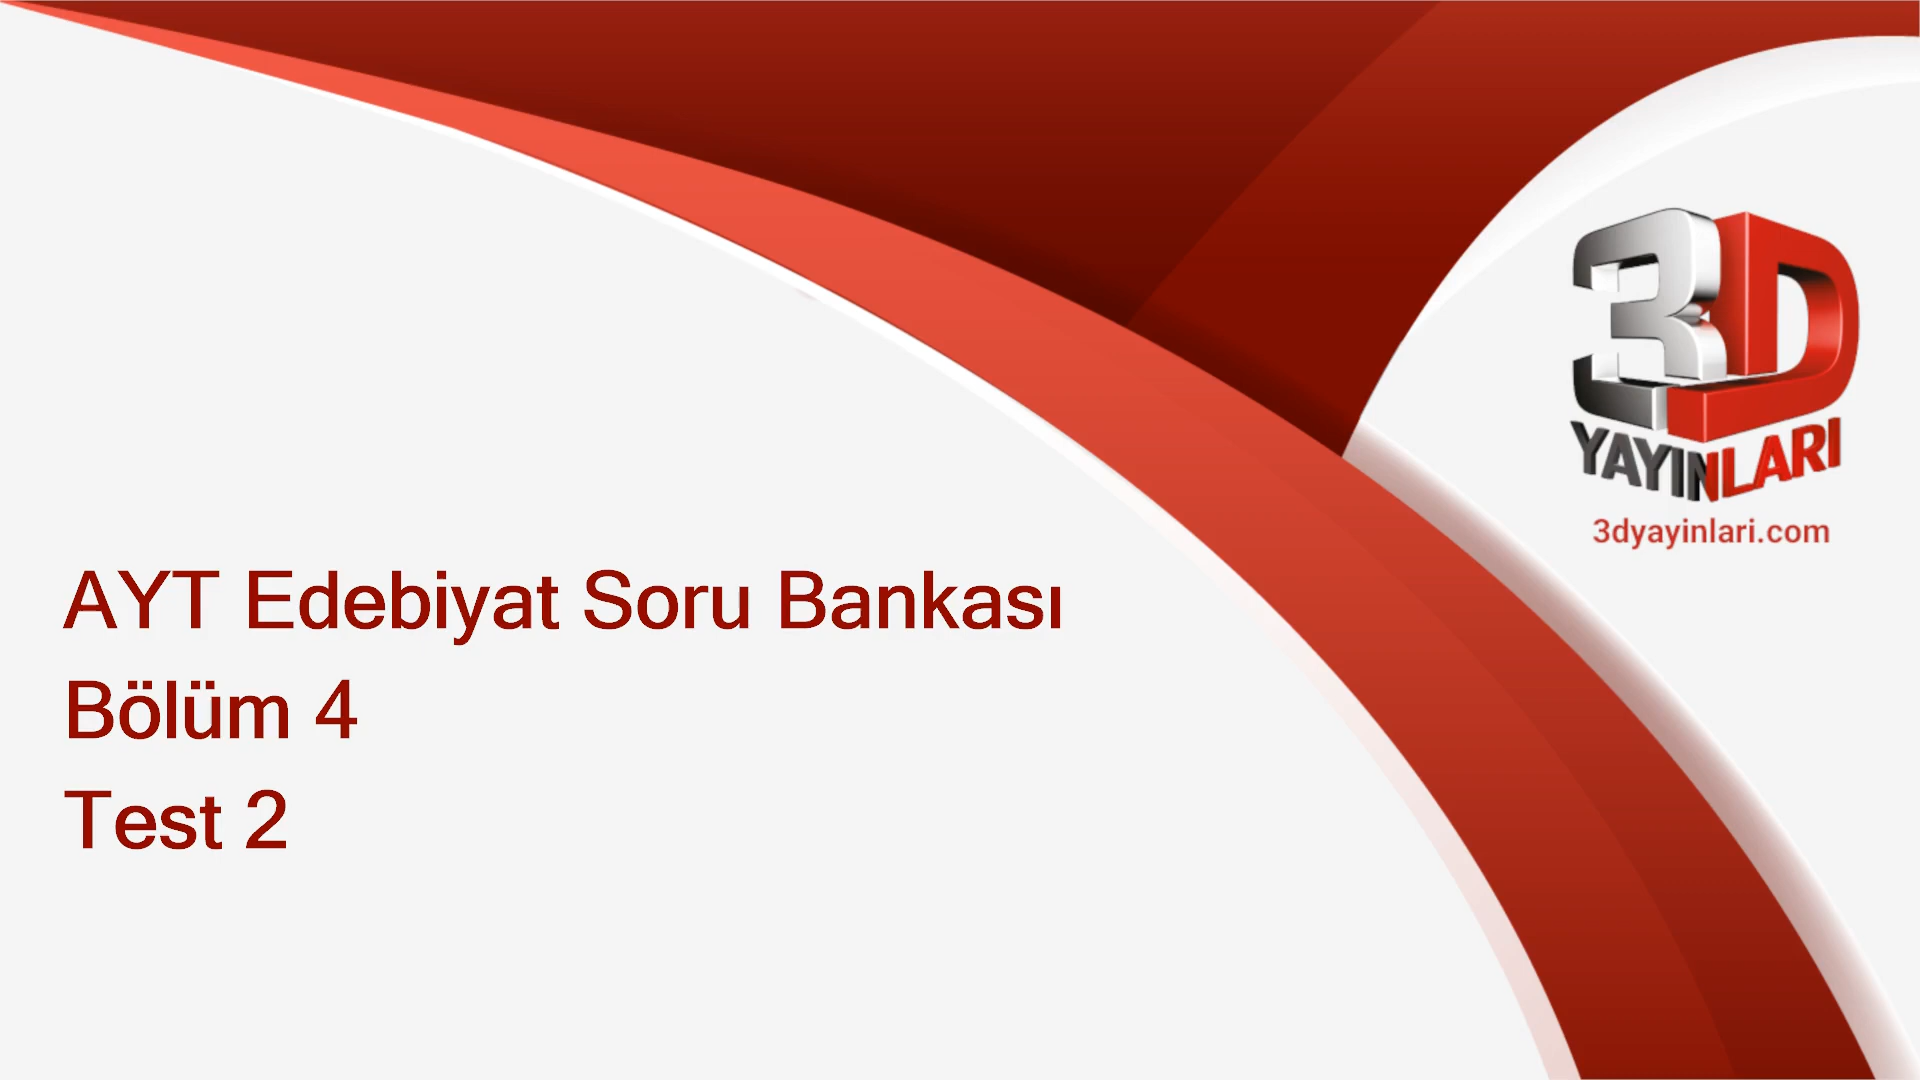 3D
YAYINLARI
3dyayinlari.com
AYT Edebiyat Soru Bankası
Bölüm 4
Test 2